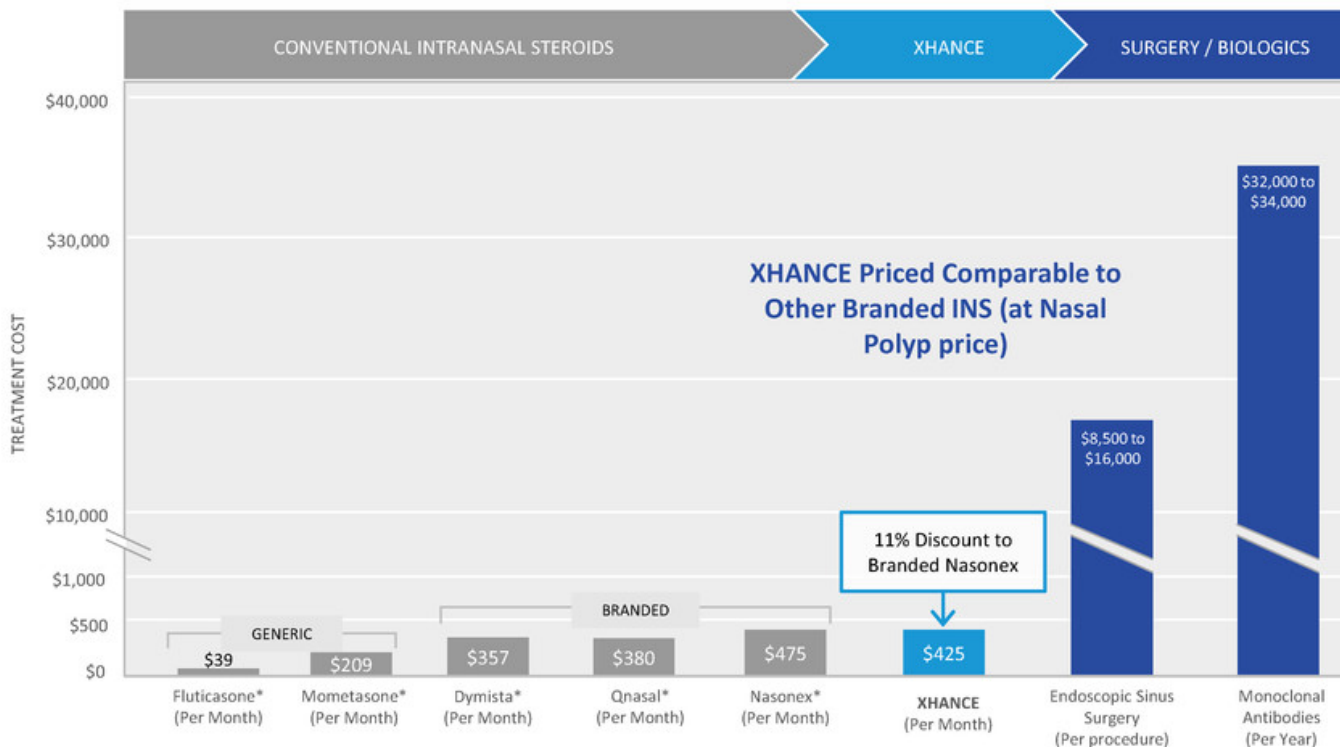 CONVENTIONAL INTRANASAL STEROIDS
XHANCE
SURGERY / BIOLOGICS
TREATMENT COST
$40,000
$30,000
$20,000
$10,000
$1,000
$500
$0
XHANCE Priced Comparable to
Other Branded INS (at Nasal
Polyp price)
11% Discount to
Branded Nasonex
GENERIC
BRANDED
$39
$209
$357
$380
$475
$425
$8,500 to
$16,000
$32,000 to
$34,000
Fluticasone*
(Per Month)
Mometasone*
(Per Month)
Dymista*
(Per Month)
Qnasal*
(Per Month)
Nasonex*
(Per Month)
XHANCE
(Per Month)
Endoscopic Sinus
Surgery
(Per procedure)
Monoclonal
Antibodies
(Per Year)